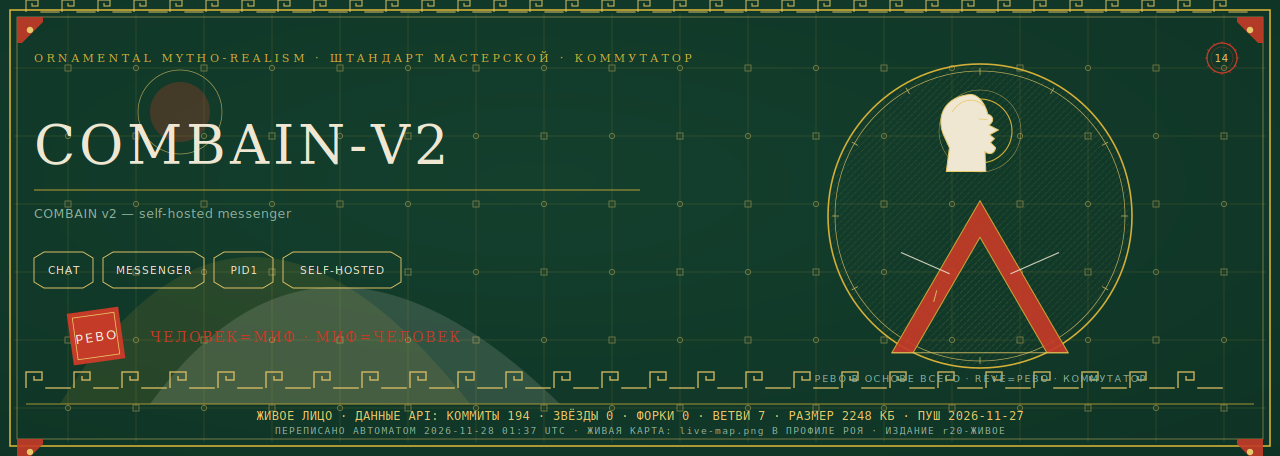 ORNAMENTAL MYTHO-REALISM · ШТАНДАРТ МАСТЕРСКОЙ · КОММУТАТОР
14
COMBAIN-V2
COMBAIN v2 — self-hosted messenger
CHAT MESSENGER PID1 SELF-HOSTED
РЕВО
ЧЕЛОВЕК=МИФ · МИФ=ЧЕЛОВЕК
РЕВО В ОСНОВЕ ВСЕГО · REVE=РЕВО · КОММУТАТОР
ЖИВОЕ ЛИЦО · ДАННЫЕ API: КОММИТЫ 194 · ЗВЁЗДЫ 0 · ФОРКИ 0 · ВЕТВИ 7 · РАЗМЕР 2248 КБ · ПУШ 2026-11-27
ПЕРЕПИСАНО АВТОМАТОМ 2026-11-28 01:37 UTC · ЖИВАЯ КАРТА: live-map.png В ПРОФИЛЕ РОЯ · ИЗДАНИЕ r20-ЖИВОЕ